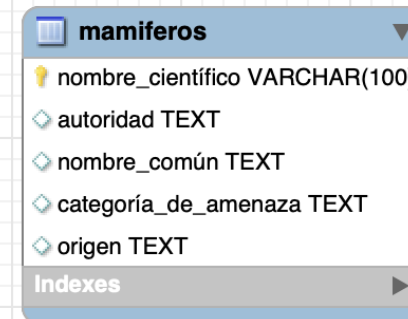 mamiferos
nombre_científico VARCHAR(100
autoridad TEXT
nombre_común TEXT
categoría_de_amenaza TEXT
origen TEXT
Indexes